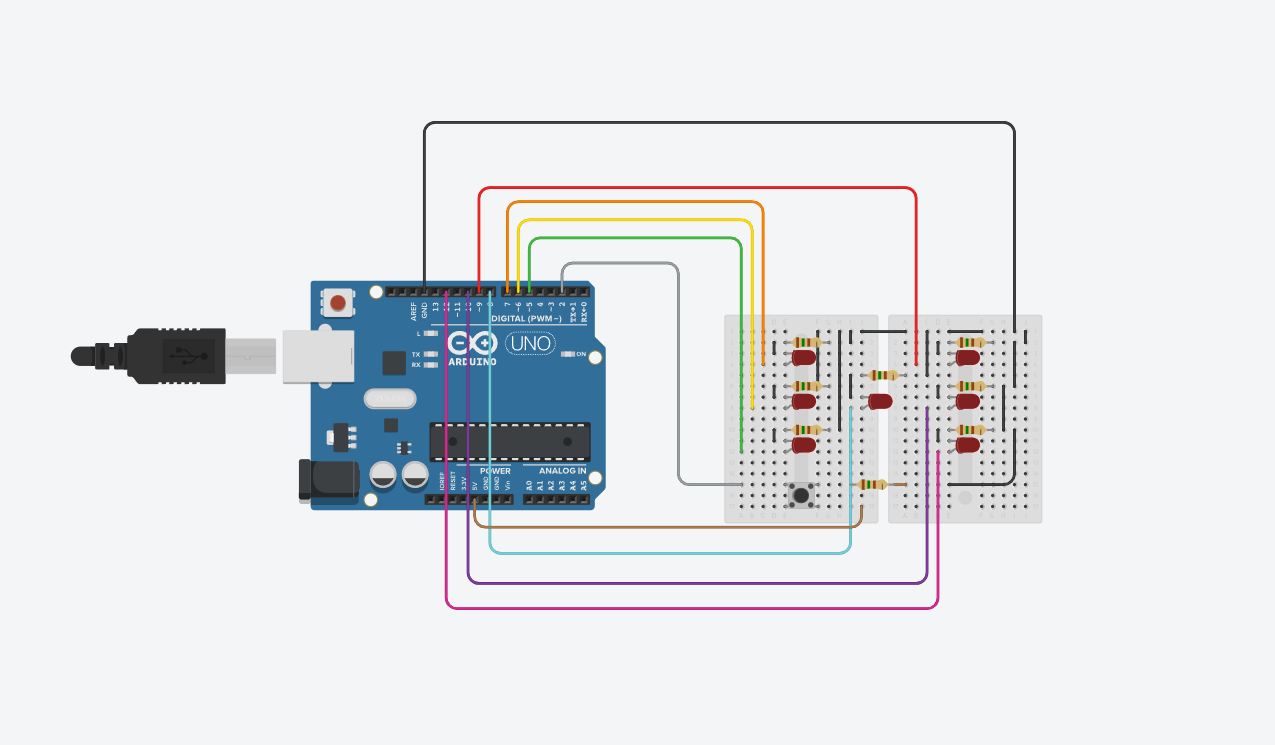 AREF
GND
13
12
~11
~10
~9
8
7
~6
~5
4
~3
2
TX→1
RX←0
DIGITAL (PWM~)
L
TX
RX
ARDUINO
UNO
ON
POWER
ANALOG IN
IOREF
RESET
3.3V
5V
GND
GND
Vin
A0
A1
A2
A3
A4
A5